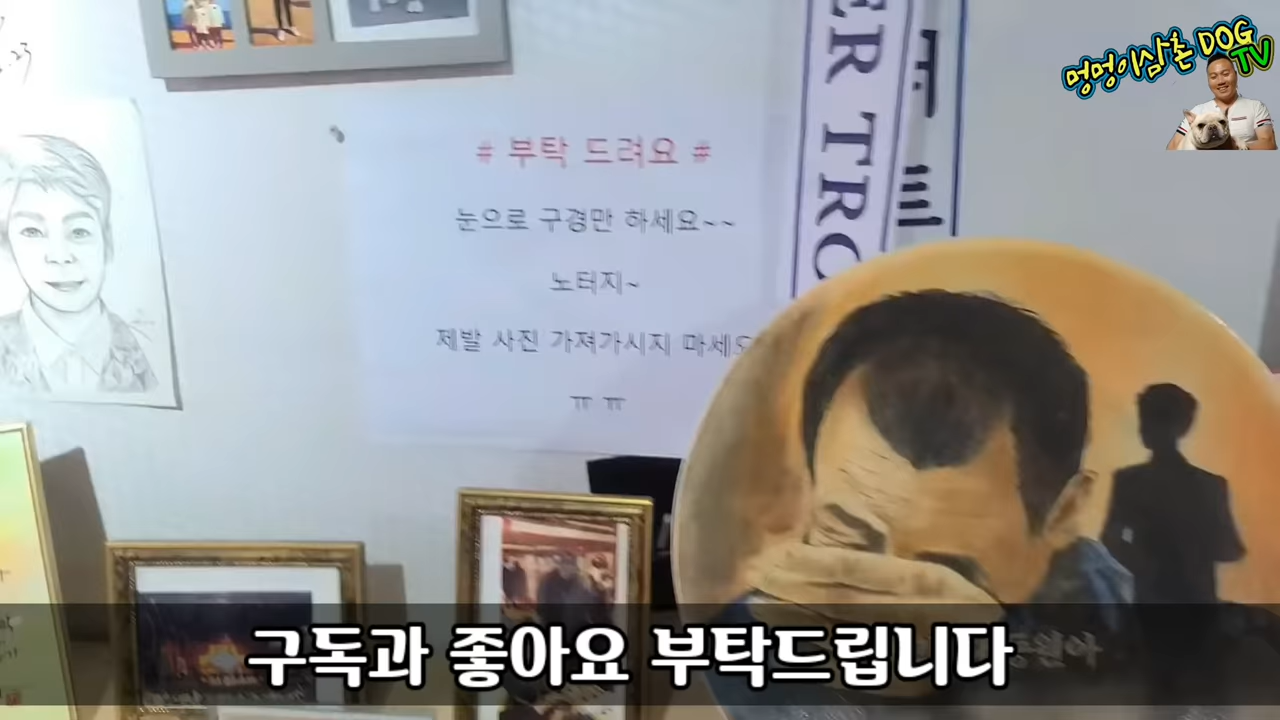 멍멍이삼촌 DOG
TV
# 부탁 드려요 #
눈으로 구경만 하세요~~
노터치~
제발 사진 가져가시지 마세요
ㅠㅠ
ER TRO
구독과 좋아요 부탁드립니다